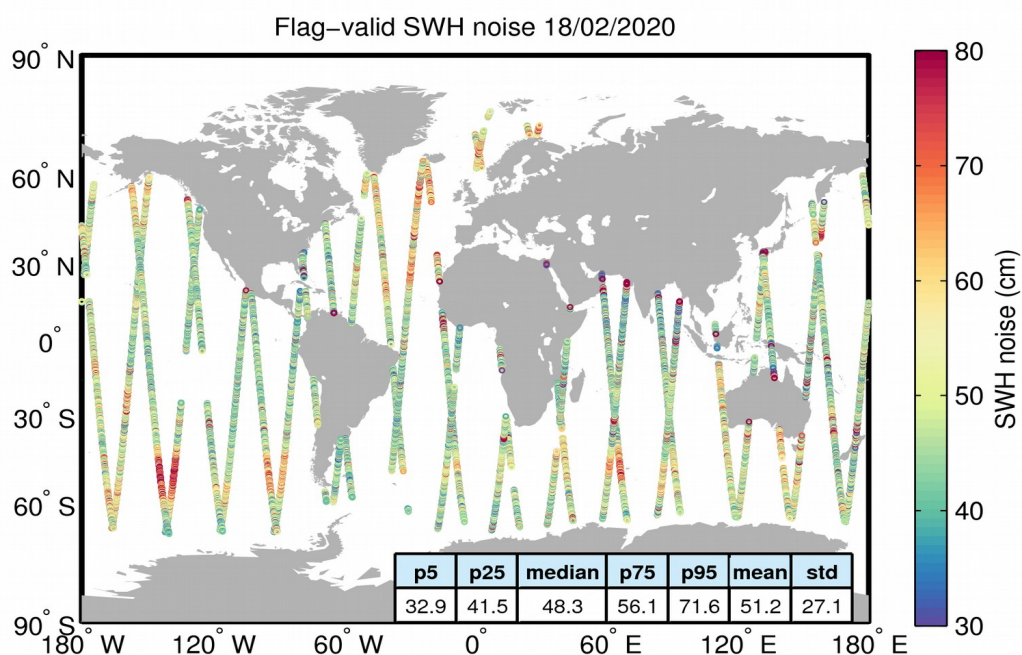 Flag−valid SWH noise 18/02/2020
90° N
60° N
30° N
0°
30° S
60° S
90° S
180° W
120° W
60° W
0°
60° E
120° E
180° E
p5 p25 median p75 p95 mean std
32.9 41.5 48.3 56.1 71.6 51.2 27.1
80
70
60
50
40
30
SWH noise (cm)